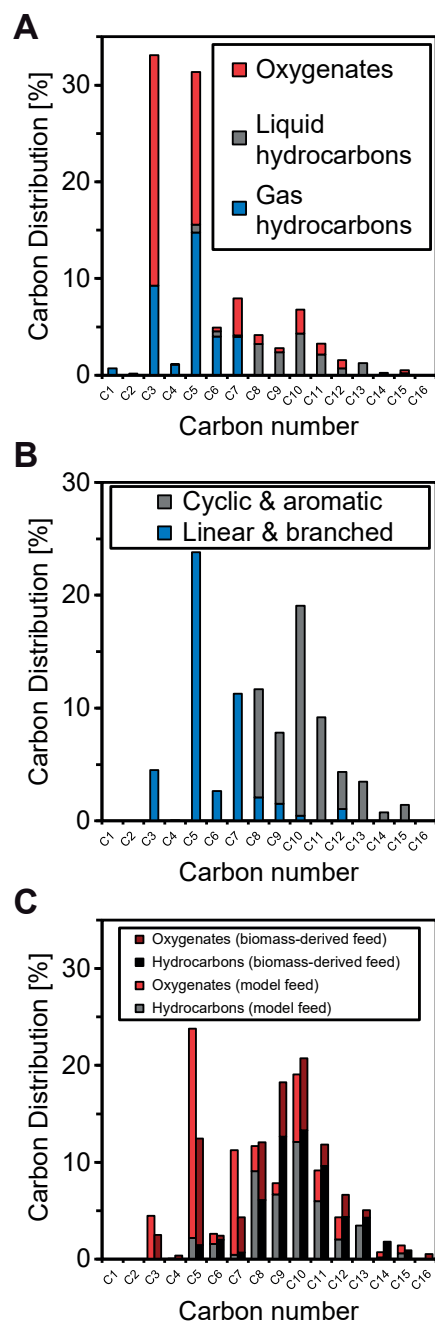 A
Carbon Distribution [%]
30
20
10
0
Oxygenates
Liquid
hydrocarbons
Gas
hydrocarbons
C1 C2 C3 C4 C5 C6 C7 C8 C9 C10 C11 C12 C13 C14 C15 C16
Carbon number
B
Carbon Distribution [%]
30
20
10
0
Cyclic & aromatic
Linear & branched
C1 C2 C3 C4 C5 C6 C7 C8 C9 C10 C11 C12 C13 C14 C15 C16
Carbon number
C
Carbon Distribution [%]
30
20
10
0
Oxygenates (biomass-derived feed)
Hydrocarbons (biomass-derived feed)
Oxygenates (model feed)
Hydrocarbons (model feed)
C1 C2 C3 C4 C5 C6 C7 C8 C9 C10 C11 C12 C13 C14 C15 C16
Carbon number